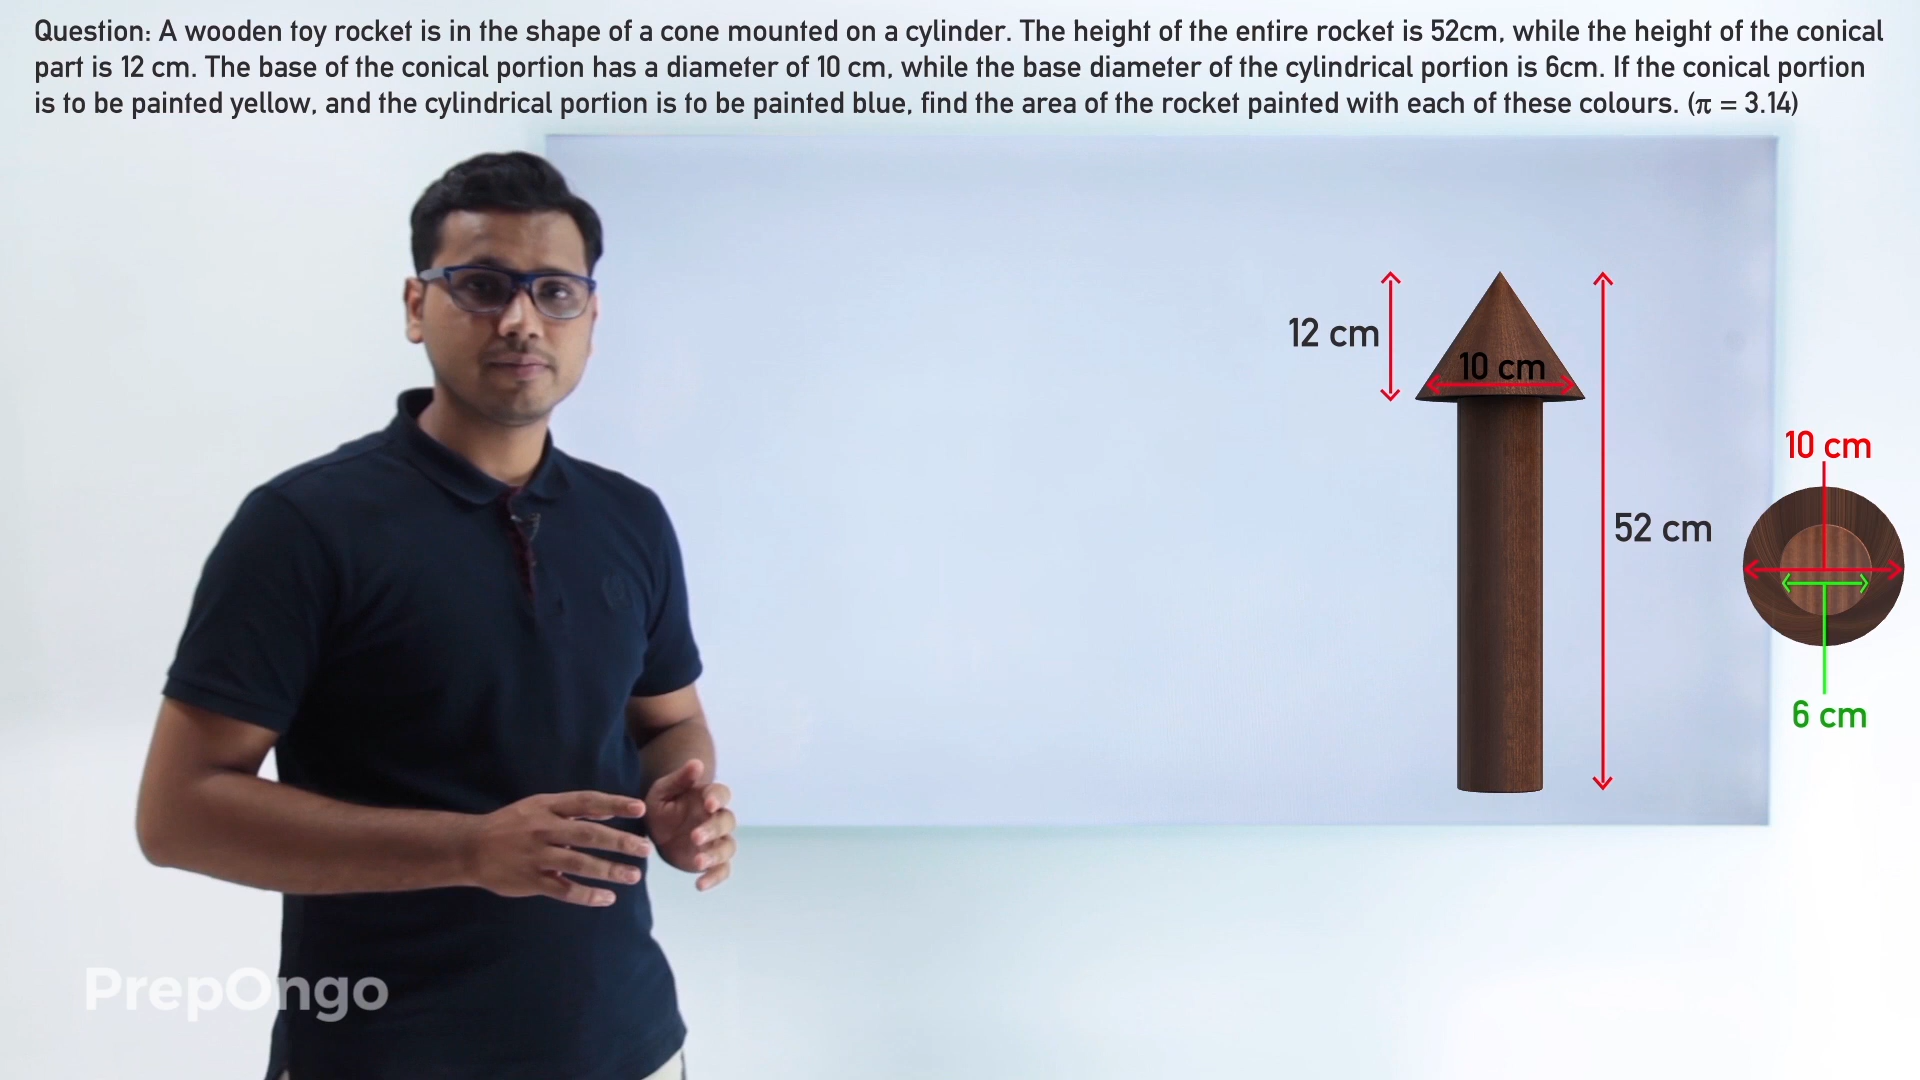 Question: A wooden toy rocket is in the shape of a cone mounted on a cylinder. The height of the entire rocket is 52cm, while the height of the conical
part is 12 cm. The base of the conical portion has a diameter of 10 cm, while the base diameter of the cylindrical portion is 6cm. If the conical portion
is to be painted yellow, and the cylindrical portion is to be painted blue, find the area of the rocket painted with each of these colours. (π = 3.14)
12 cm
10 cm
52 cm
10 cm
6 cm
PrepOngo